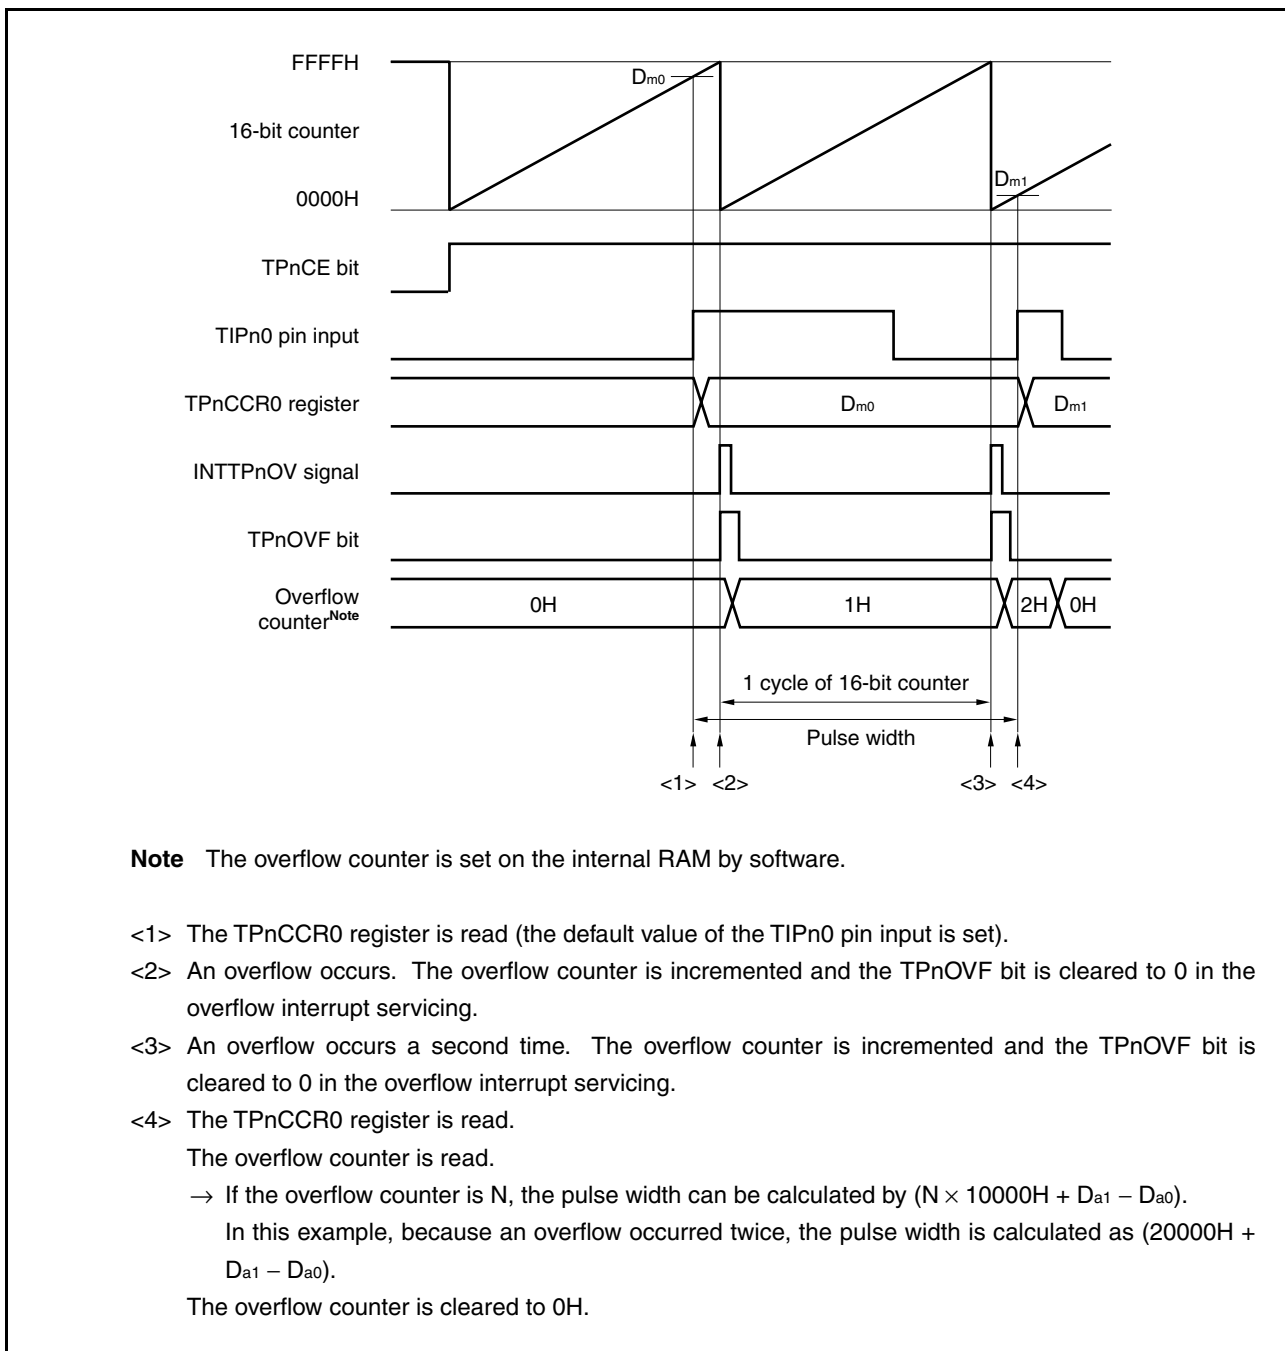 FFFFH
Dm0
16-bit counter
Dm1
0000H
TPnCE bit
TIPn0 pin input
TPnCCR0 register
Dm0
Dm1
INTTPnOV signal
TPnOVF bit
Overflow
counterNote
0H
1H
2H
0H
1 cycle of 16-bit counter
Pulse width
<1> <2> <3> <4>
Note The overflow counter is set on the internal RAM by software.
<1> The TPnCCR0 register is read (the default value of the TIPn0 pin input is set).
<2> An overflow occurs. The overflow counter is incremented and the TPnOVF bit is cleared to 0 in the
overflow interrupt servicing.
<3> An overflow occurs a second time. The overflow counter is incremented and the TPnOVF bit is
cleared to 0 in the overflow interrupt servicing.
<4> The TPnCCR0 register is read.
The overflow counter is read.
→ If the overflow counter is N, the pulse width can be calculated by (N × 10000H + Da1 – Da0).
In this example, because an overflow occurred twice, the pulse width is calculated as (20000H +
Da1 – Da0).
The overflow counter is cleared to 0H.